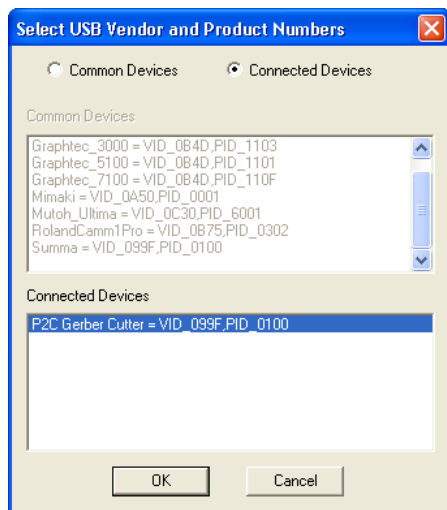 Select USB Vendor and Product Numbers
Common Devices
Connected Devices
Common Devices
Graphtec_3000 = VID_0B4D,PID_1103
Graphtec_5100 = VID_0B4D,PID_1101
Graphtec_7100 = VID_0B4D,PID_110F
Mimaki = VID_0A50,PID_0001
Mutoh_Ultima = VID_0C30,PID_6001
RolandCamm1Pro = VID_0B75,PID_0302
Summa = VID_099F,PID_0100
Connected Devices
P2C Gerber Cutter = VID_099F,PID_0100
OK
Cancel